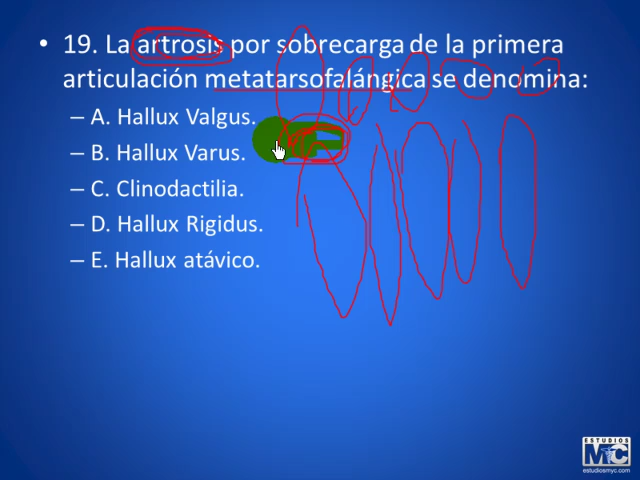 • 19. La artrosis por sobrecarga de la primera
articulación metatarsofalángica se denomina:
– A. Hallux Valgus.
– B. Hallux Varus.
– C. Clinodactilia.
– D. Hallux Rigidus.
– E. Hallux atávico.
ESTUDIOS
MyC
estudiosmyc.com